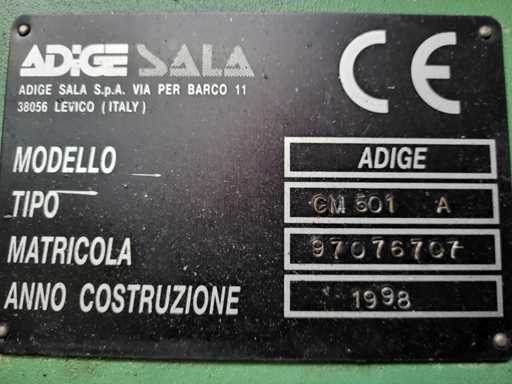 ADIGE SALA
ADIGE SALA S.p.A. VIA PER BARCO 11
38056 LEVICO (ITALY)
CE
MODELLO ADIGE
TIPO CM 501 A
MATRICOLA 97076707
ANNO COSTRUZIONE 1998